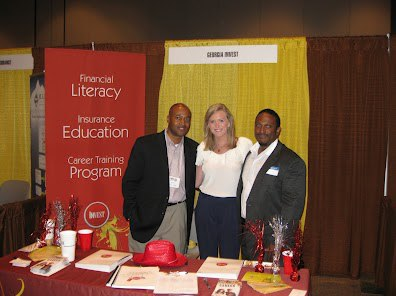 GEORGIA INVEST
Financial
Literacy
Insurance
Education
Career Training
Program
INVEST